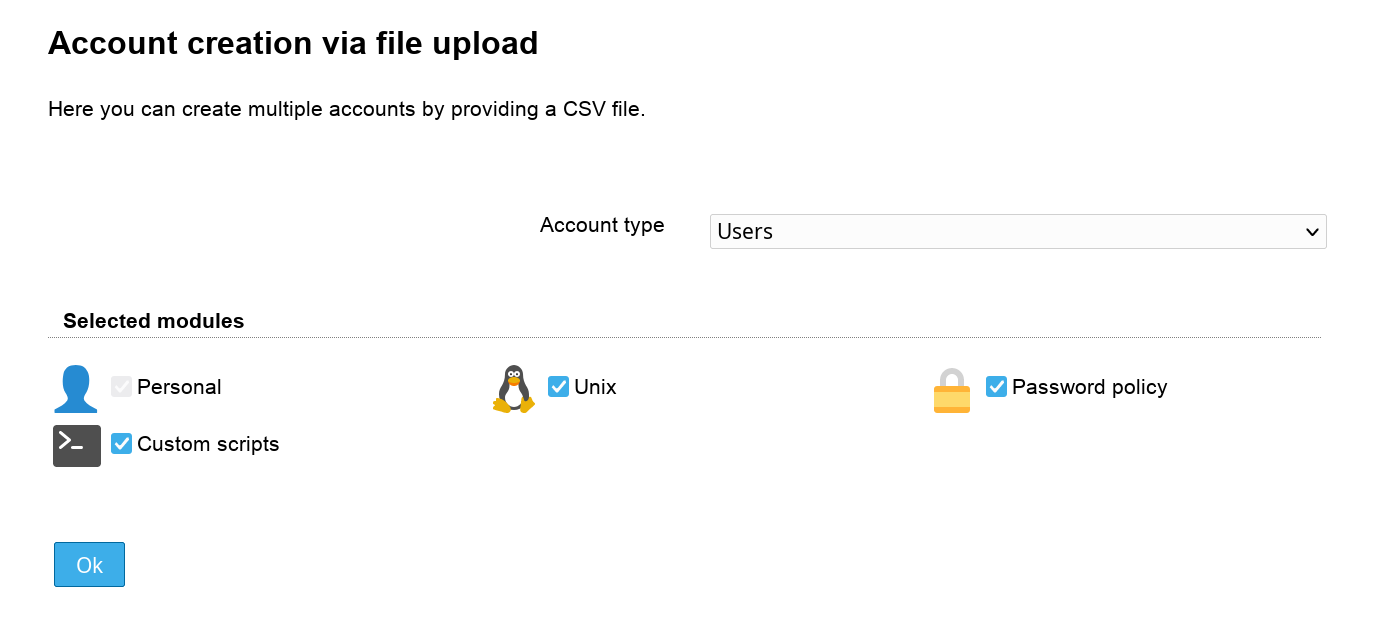 Account creation via file upload
Here you can create multiple accounts by providing a CSV file.
Account type
Users
Selected modules
Personal
Unix
Password policy
Custom scripts
Ok